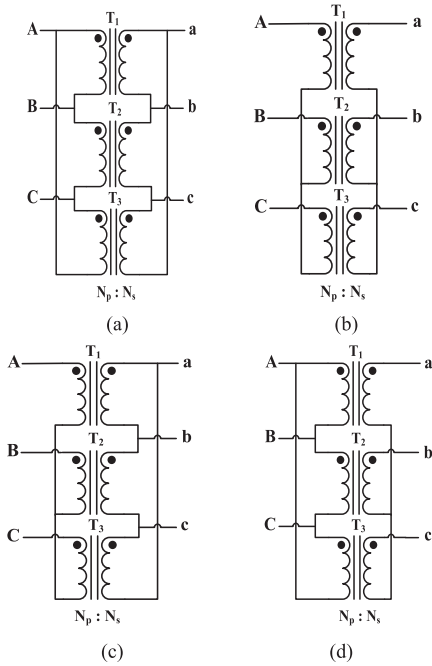 T₁
A a
B T₂ b
C T₃ c
Nₚ : Nₛ
(a)
T₁
A a
T₂
B b
T₃
C c
Nₚ : Nₛ
(b)
T₁
A a
T₂ b
B
T₃ c
C
Nₚ : Nₛ
(c)
T₁
A a
B T₂
b
C T₃
c
Nₚ : Nₛ
(d)